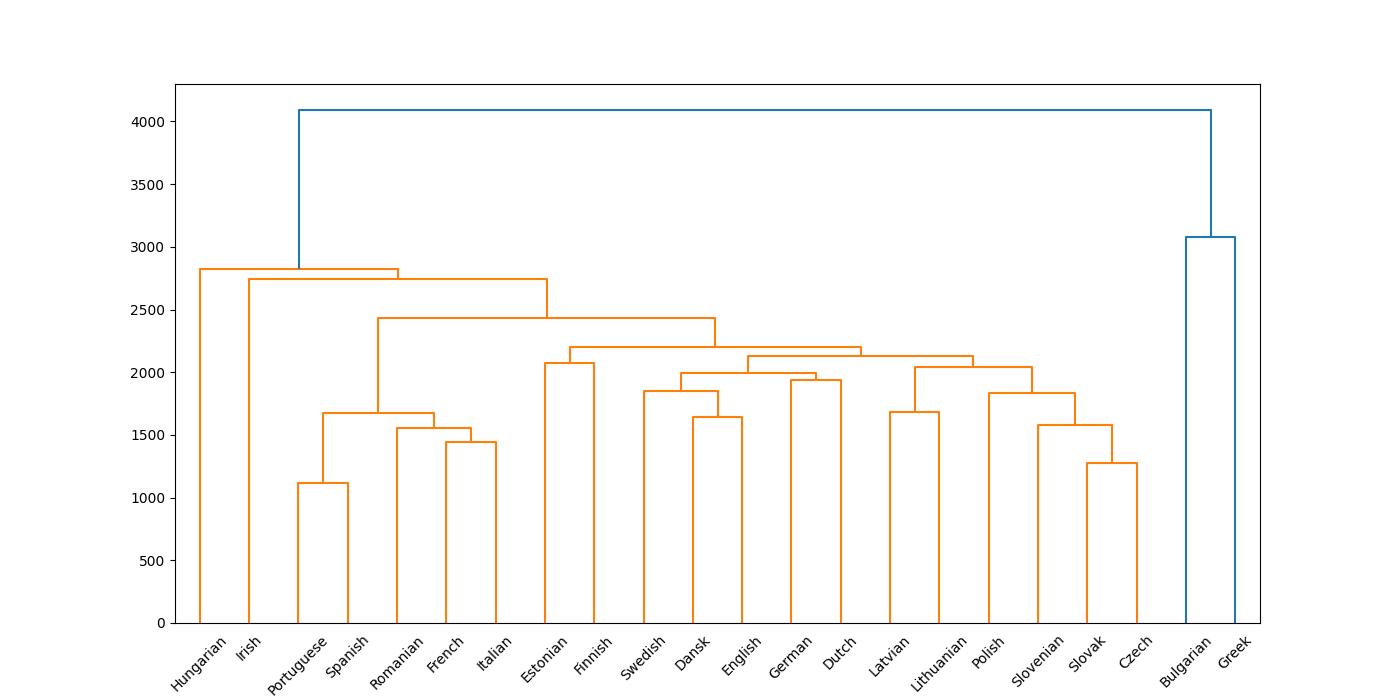 4000
3500
3000
2500
2000
1500
1000
500
0
Hungarian
Irish
Portuguese
Spanish
Romanian
French
Italian
Estonian
Finnish
Swedish
Dansk
English
German
Dutch
Latvian
Lithuanian
Polish
Slovenian
Slovak
Czech
Bulgarian
Greek